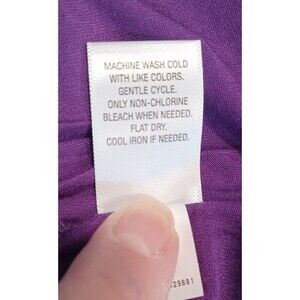 MACHINE WASH COLD
WITH LIKE COLORS.
GENTLE CYCLE.
ONLY NON-CHLORINE
BLEACH WHEN NEEDED.
FLAT DRY.
COOL IRON IF NEEDED.
29881